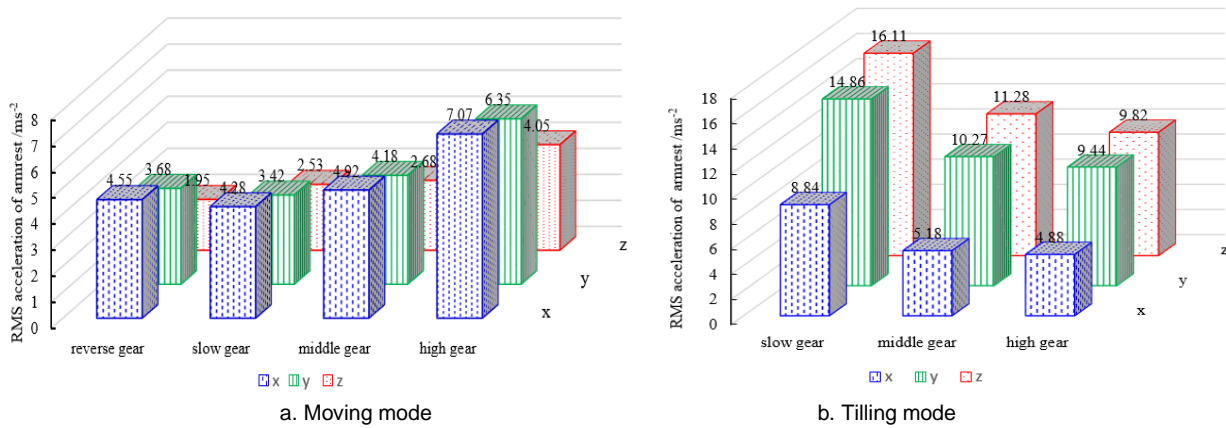 RMS acceleration of armrest /ms-2
8
7
6
5
4
3
2
1
0
4.55
3.68
1.95
4.28
3.42
2.53
4.92
4.18
2.68
7.07
6.35
4.05
z
y
x
reverse gear
slow gear
middle gear
high gear
x
y
z
a. Moving mode
RMS acceleration of armrest /ms-2
18
16
14
12
10
8
6
4
2
0
8.84
14.86
16.11
5.18
10.27
11.28
4.88
9.44
9.82
z
y
x
slow gear
middle gear
high gear
x
y
z
b. Tilling mode